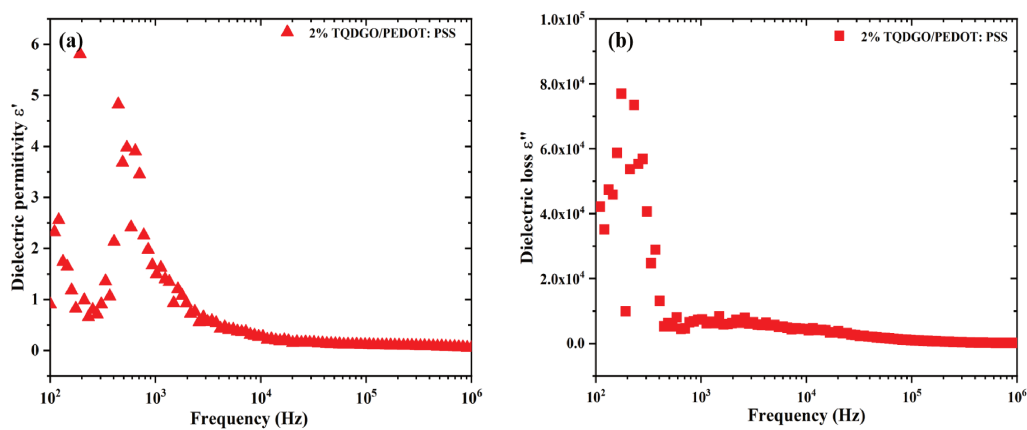 (a)
2% TQDGO/PEDOT: PSS
Dielectric permitivity ε'
6
5
4
3
2
1
0
10²
10³
10⁴
10⁵
10⁶
Frequency (Hz)
(b)
2% TQDGO/PEDOT: PSS
Dielectric loss ε"
1.0x10⁵
8.0x10⁴
6.0x10⁴
4.0x10⁴
2.0x10⁴
0.0
10²
10³
10⁴
10⁵
10⁶
Frequency (Hz)